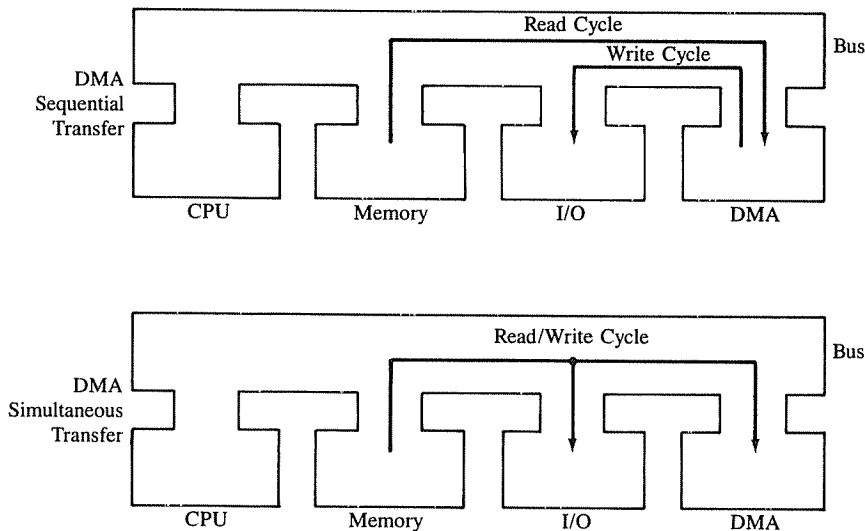 Read Cycle
Write Cycle
Bus
DMA
Sequential
Transfer
CPU
Memory
I/O
DMA
Read/Write Cycle
Bus
DMA
Simultaneous
Transfer
CPU
Memory
I/O
DMA